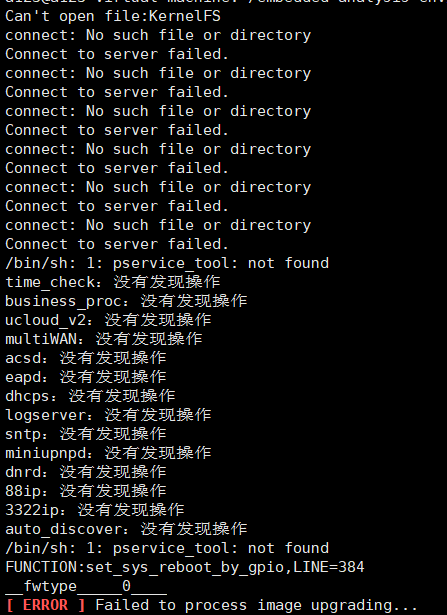 Can't open file:KernelFS
connect: No such file or directory
Connect to server failed.
connect: No such file or directory
Connect to server failed.
connect: No such file or directory
Connect to server failed.
connect: No such file or directory
Connect to server failed.
connect: No such file or directory
Connect to server failed.
connect: No such file or directory
Connect to server failed.
/bin/sh: 1: pservice_tool: not found
time_check：没有发现操作
business_proc：没有发现操作
ucloud_v2：没有发现操作
multiWAN：没有发现操作
acsd：没有发现操作
eapd：没有发现操作
dhcps：没有发现操作
logserver：没有发现操作
sntp：没有发现操作
miniupnpd：没有发现操作
dnrd：没有发现操作
88ip：没有发现操作
3322ip：没有发现操作
auto_discover：没有发现操作
/bin/sh: 1: pservice_tool: not found
FUNCTION:set_sys_reboot_by_gpio,LINE=384
__fwtype_____0____
[ ERROR ] Failed to process image upgrading...